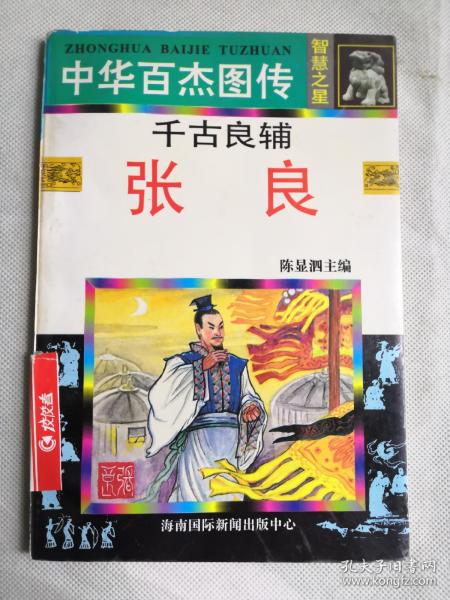 ZHONGHUA BAIJIE TUZHUAN
中华百杰图传
智慧之星
千古良辅
张良
陈显泗主编
张良
海南国际新闻出版中心
孔夫子旧书网
www.kongfz.com